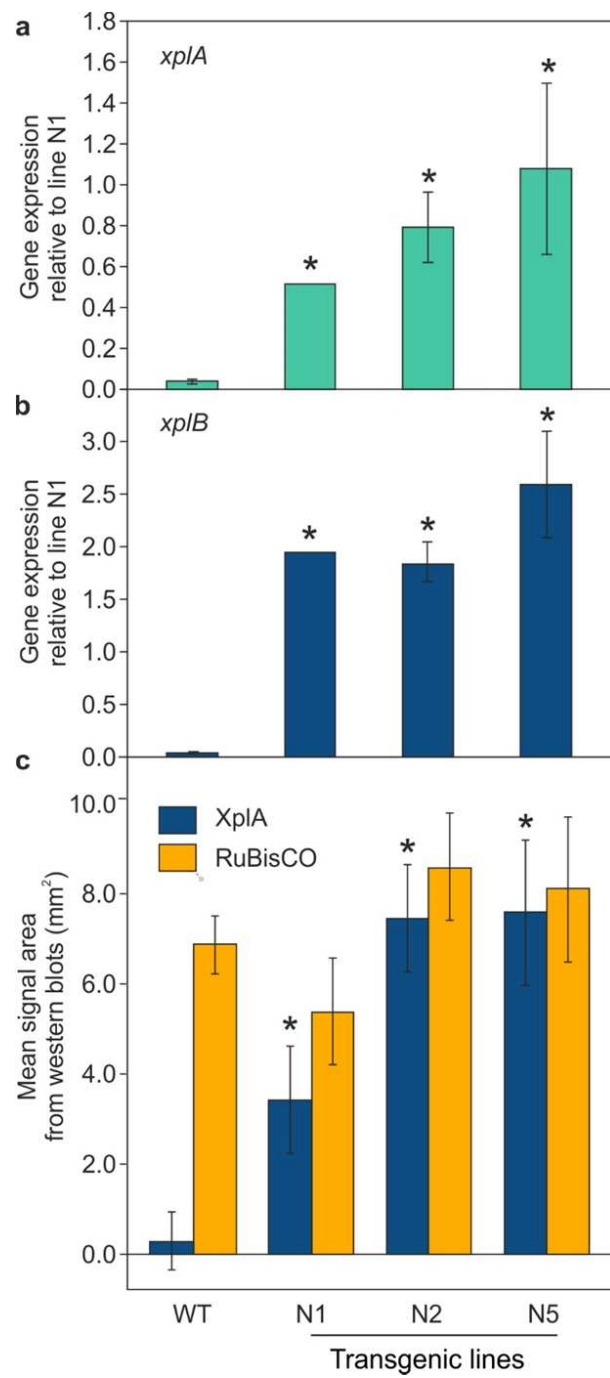 a
xplA
Gene expression
relative to line N1
1.8
1.6
1.4
1.2
1.0
0.8
0.6
0.4
0.2
0.0
*
*
*
b
xplB
Gene expression
relative to line N1
3.0
2.5
2.0
1.5
1.0
0.5
0.0
*
*
*
c
XplA
RuBisCO
Mean signal area
from western blots (mm²)
10.0
8.0
6.0
4.0
2.0
0.0
*
*
*
WT N1 N2 N5
Transgenic lines